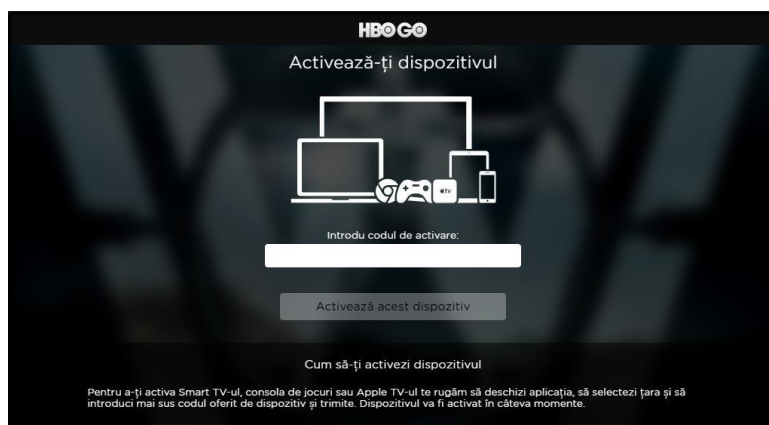 HBO GO
Activează-ți dispozitivul
tv
Introdu codul de activare:
Activează acest dispozitiv
Cum să-ți activezi dispozitivul
Pentru a-ți activa Smart TV-ul, consola de jocuri sau Apple TV-ul te rugăm să deschizi aplicația, să selectezi țara și să
introduci mai sus codul oferit de dispozitiv și trimite. Dispozitivul va fi activat în câteva momente.